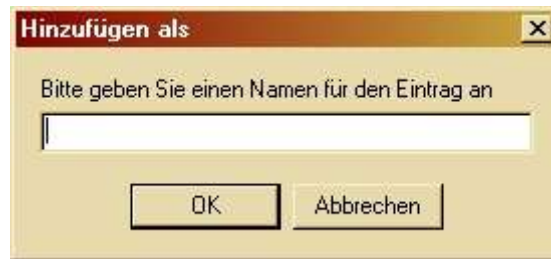 Hinzufügen als
Bitte geben Sie einen Namen für den Eintrag an
OK
Abbrechen